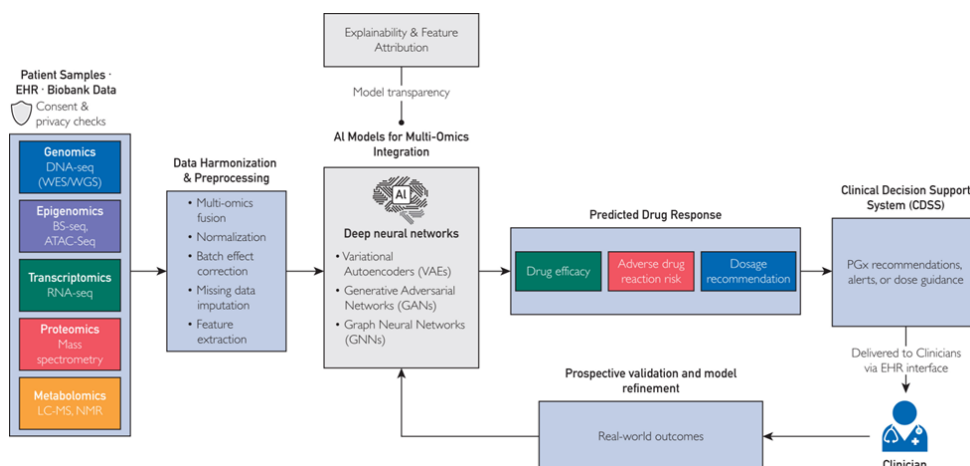 Explainability & Feature
Attribution
Model transparency
Patient Samples ·
EHR · Biobank Data
Consent &
privacy checks
Genomics
DNA-seq
(WES/WGS)
Epigenomics
BS-seq,
ATAC-Seq
Transcriptomics
RNA-seq
Proteomics
Mass
spectrometry
Metabolomics
LC-MS, NMR
Data Harmonization
& Preprocessing
• Multi-omics
fusion
• Normalization
• Batch effect
correction
• Missing data
imputation
• Feature
extraction
AI Models for Multi-Omics
Integration
AI
Deep neural networks
• Variational
Autoencoders (VAEs)
• Generative Adversarial
Networks (GANs)
• Graph Neural Networks
(GNNs)
Predicted Drug Response
Drug efficacy
Adverse drug
reaction risk
Dosage
recommendation
Clinical Decision Support
System (CDSS)
PGx recommendations,
alerts, or dose guidance
Delivered to Clinicians
via EHR interface
Clinician
Prospective validation and model
refinement
Real-world outcomes